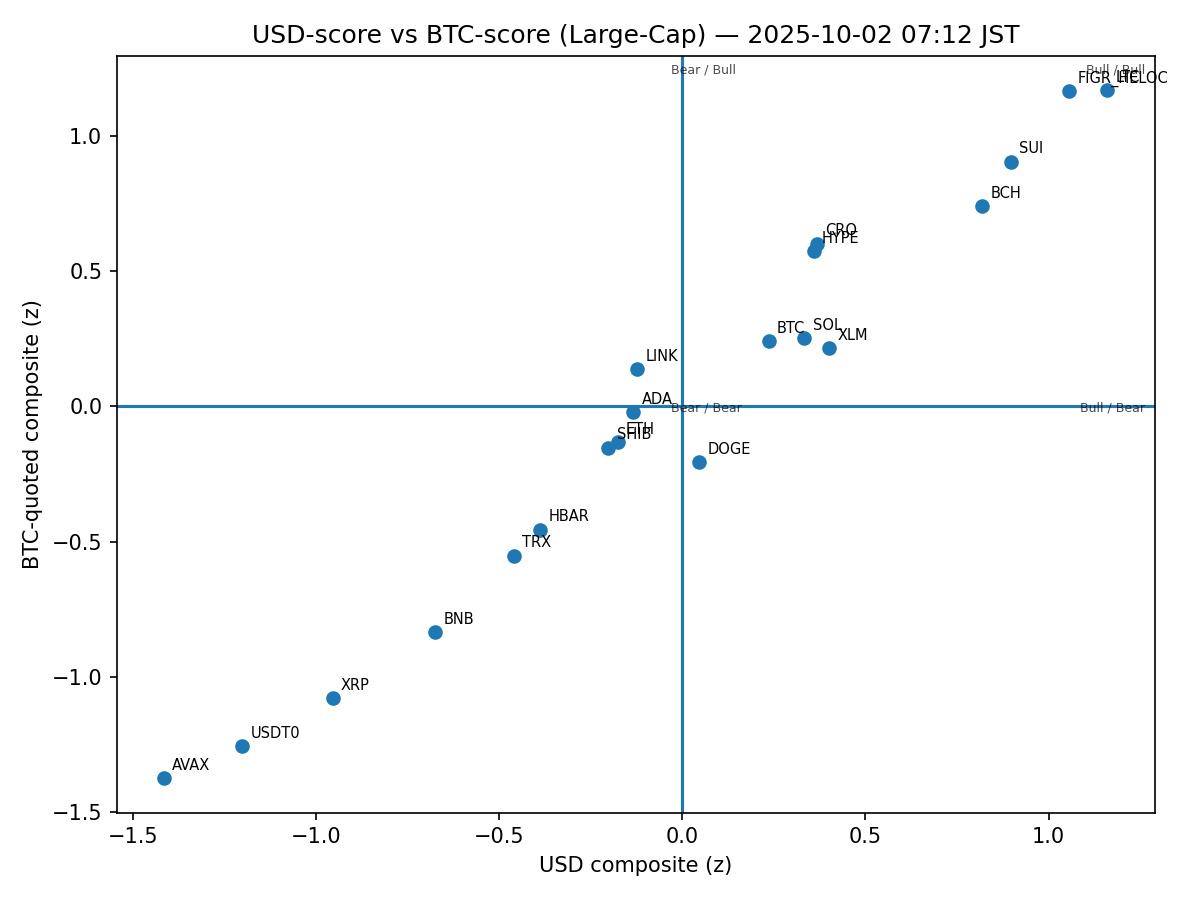 USD-score vs BTC-score (Large-Cap) — 2025-10-02 07:12 JST
Bear / Bull
Bull / Bull
FIGR_HELOC
LTC
SUI
BCH
CRO
HYPE
BTC
SOL
XLM
LINK
ADA
Bear / Bear
Bull / Bear
ETH
SHIB
DOGE
HBAR
TRX
BNB
XRP
USDT0
AVAX
1.0
0.5
0.0
−0.5
−1.0
−1.5
BTC-quoted composite (z)
−1.5
−1.0
−0.5
0.0
0.5
1.0
USD composite (z)